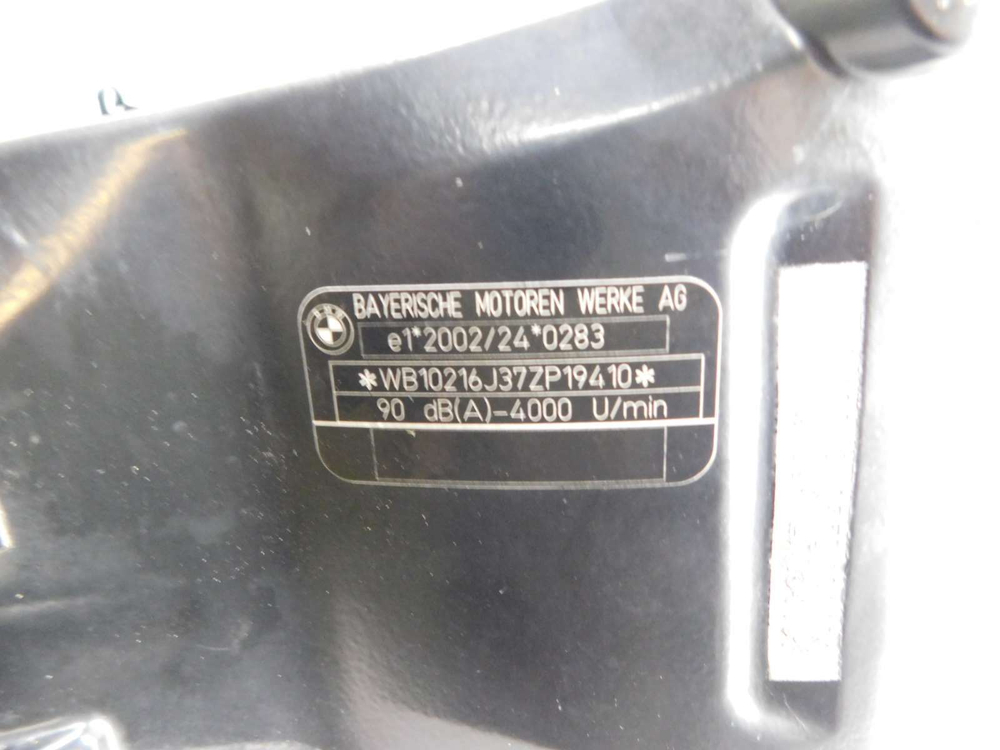 BAYERISCHE MOTOREN WERKE AG
e1*2002/24*0283
*WB10216J37ZP19410*
90 dB(A)-4000 U/min